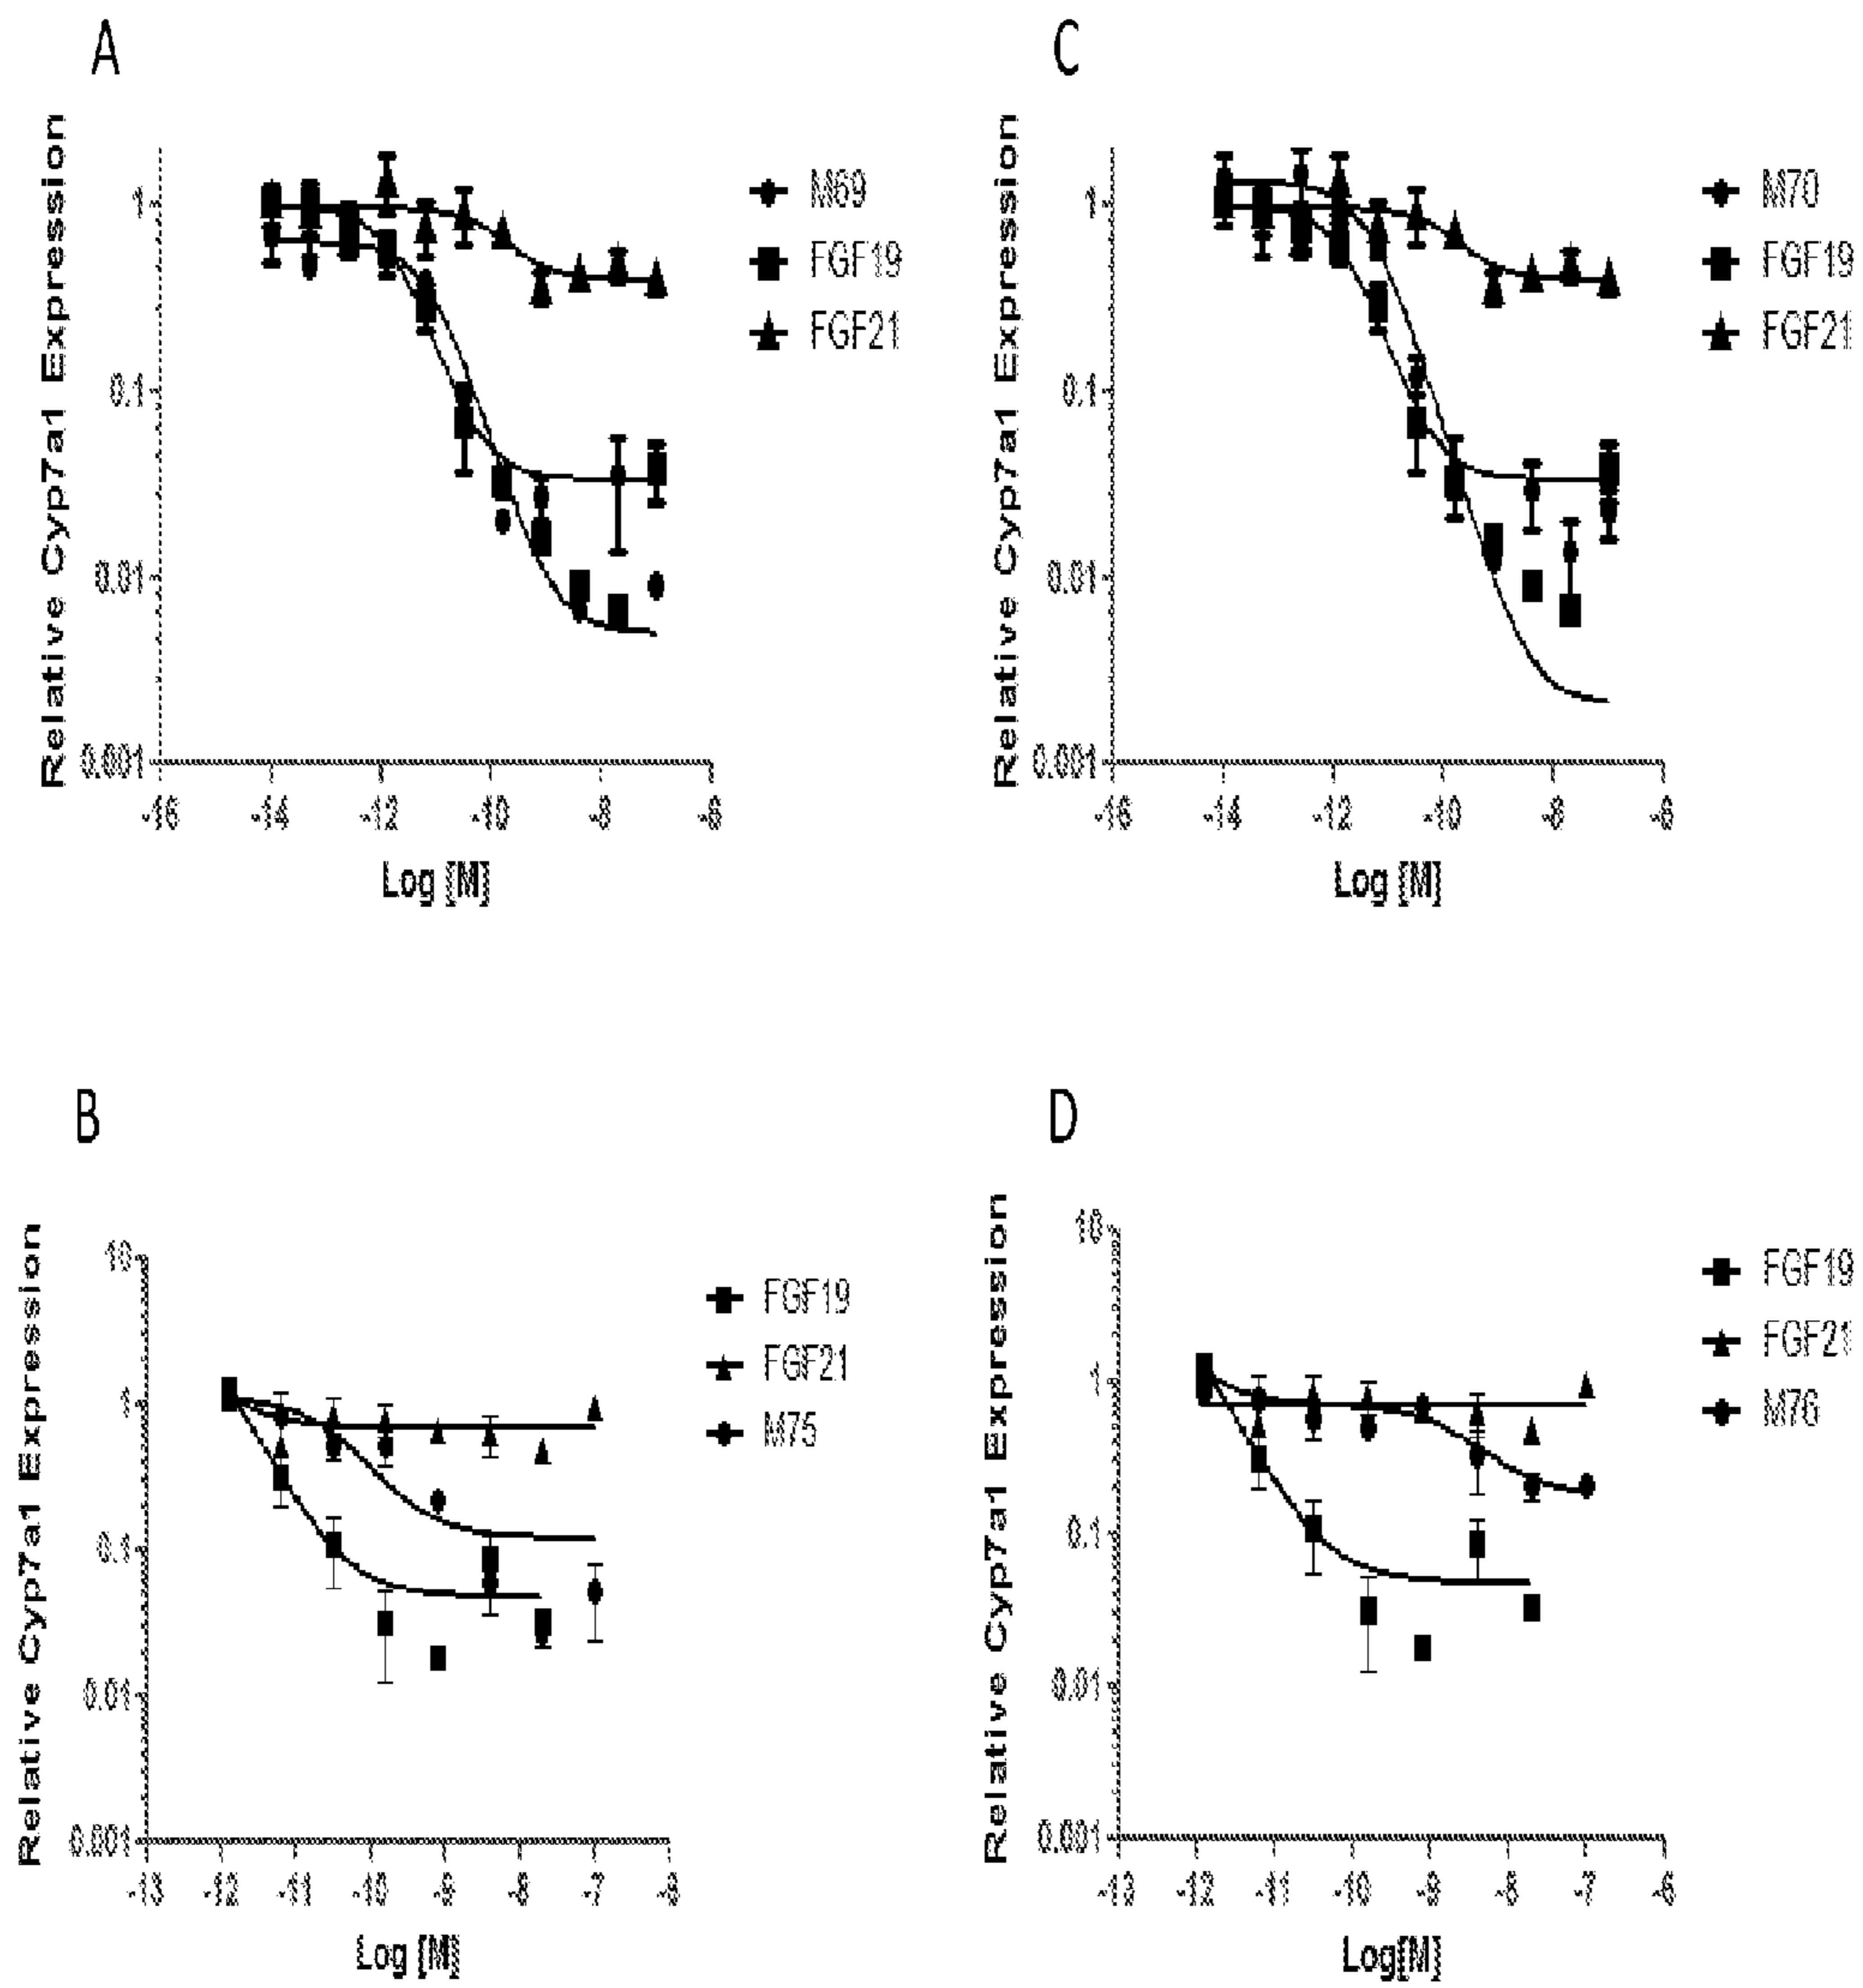 A
Relative Cyp7a1 Expression
1
0.1
0.01
0.001
-16
-14
-12
-10
-8
-6
Log [M]
M69
FGF19
FGF21
C
Relative Cyp7a1 Expression
1
0.1
0.01
0.001
-16
-14
-12
-10
-8
-6
Log [M]
M70
FGF19
FGF21
B
Relative Cyp7a1 Expression
10
1
0.1
0.01
0.001
-13
-12
-11
-10
-9
-8
-7
-6
Log [M]
FGF19
FGF21
M75
D
Relative Cyp7a1 Expression
10
1
0.1
0.01
0.001
-13
-12
-11
-10
-9
-8
-7
-6
Log[M]
FGF19
FGF21
M76